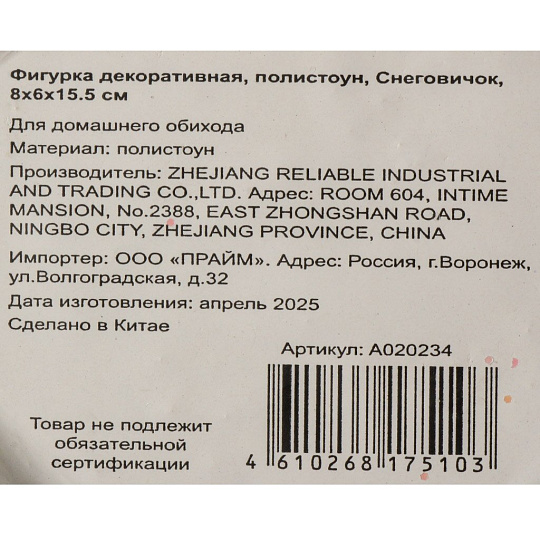 Фигурка декоративная, полистоун, Снеговичок,
8x6x15.5 см
Для домашнего обихода
Материал: полистоун
Производитель: ZHEJIANG RELIABLE INDUSTRIAL
AND TRADING CO.,LTD. Адрес: ROOM 604, INTIME
MANSION, No.2388, EAST ZHONGSHAN ROAD,
NINGBO CITY, ZHEJIANG PROVINCE, CHINA
Импортер: ООО «ПРАЙМ». Адрес: Россия, г.Воронеж,
ул.Волгоградская, д.32
Дата изготовления: апрель 2025
Сделано в Китае
Артикул: A020234
Товар не подлежит
обязательной
сертификации
4 610268 175103